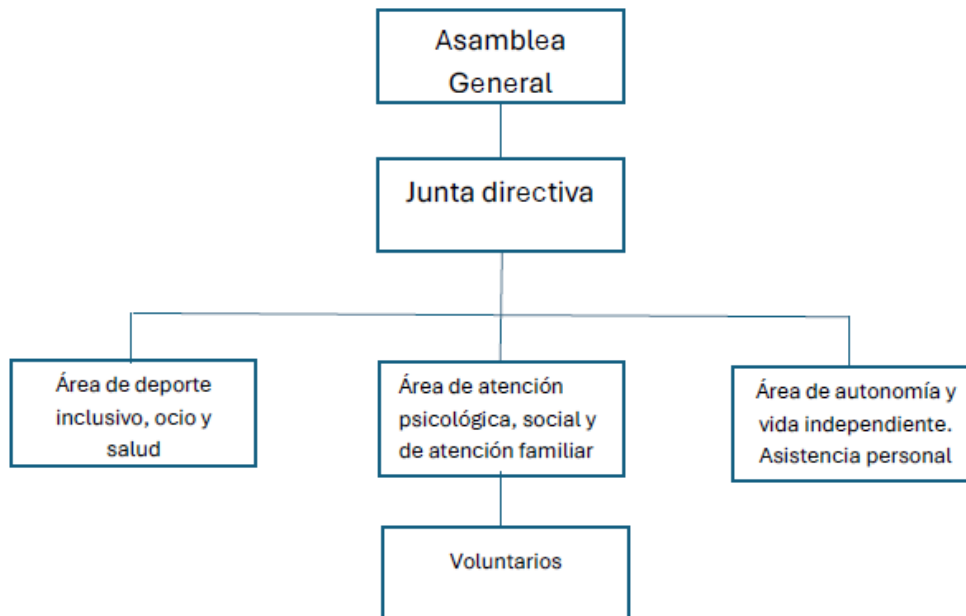 Asamblea
General
Junta directiva
Área de deporte
inclusivo, ocio y
salud
Área de atención
psicológica, social y
de atención familiar
Área de autonomía y
vida independiente.
Asistencia personal
Voluntarios